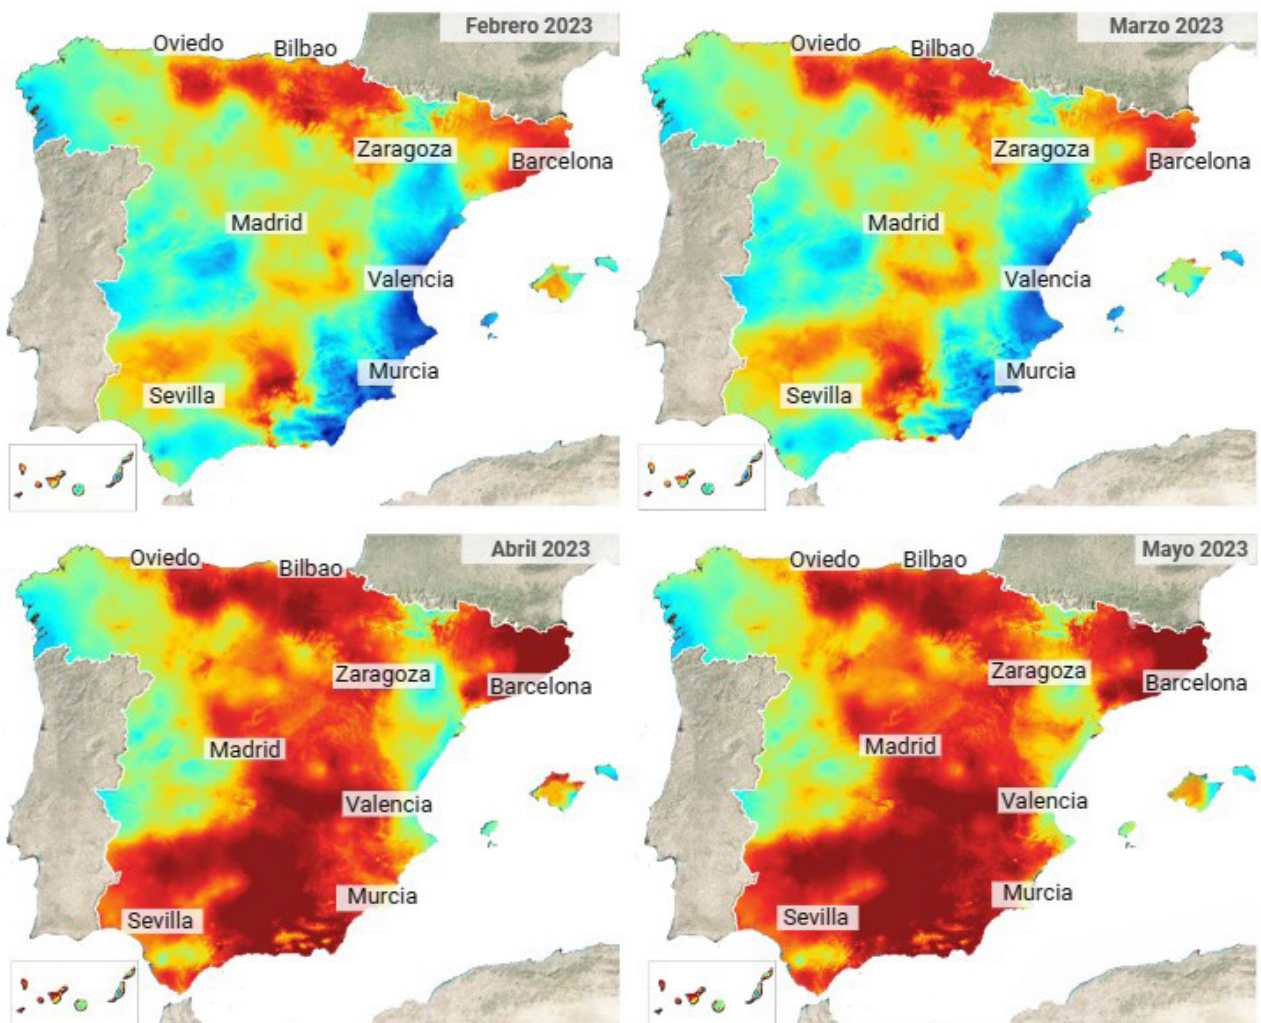 Febrero 2023
Oviedo
Bilbao
Zaragoza
Barcelona
Madrid
Valencia
Murcia
Sevilla
Marzo 2023
Oviedo
Bilbao
Zaragoza
Barcelona
Madrid
Valencia
Murcia
Sevilla
Abril 2023
Oviedo
Bilbao
Zaragoza
Barcelona
Madrid
Valencia
Murcia
Sevilla
Mayo 2023
Oviedo
Bilbao
Zaragoza
Barcelona
Madrid
Valencia
Murcia
Sevilla